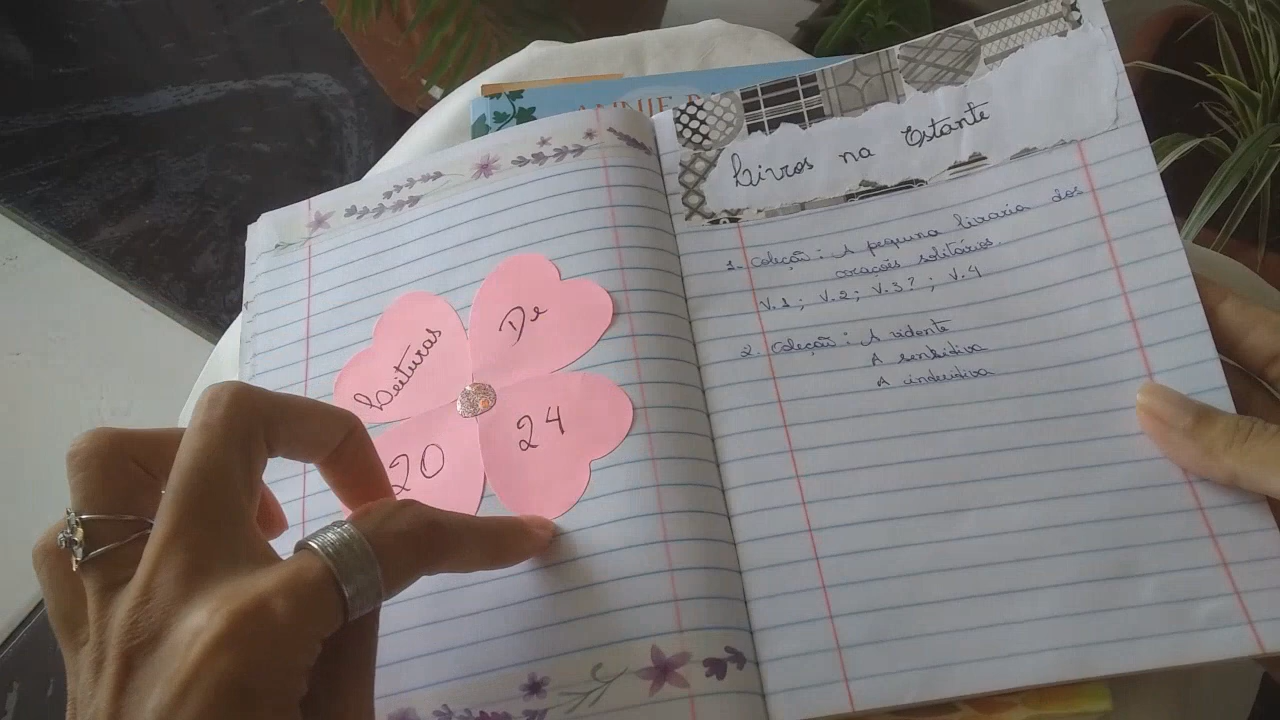 ANNIE
Leituras
De
20
24
Livros na Estante
1- Coleção: A pequena livraria dos
corações solitários.
V.1; V.2; V.3?; V.4
2. Coleção: A vidente
A sensitiva